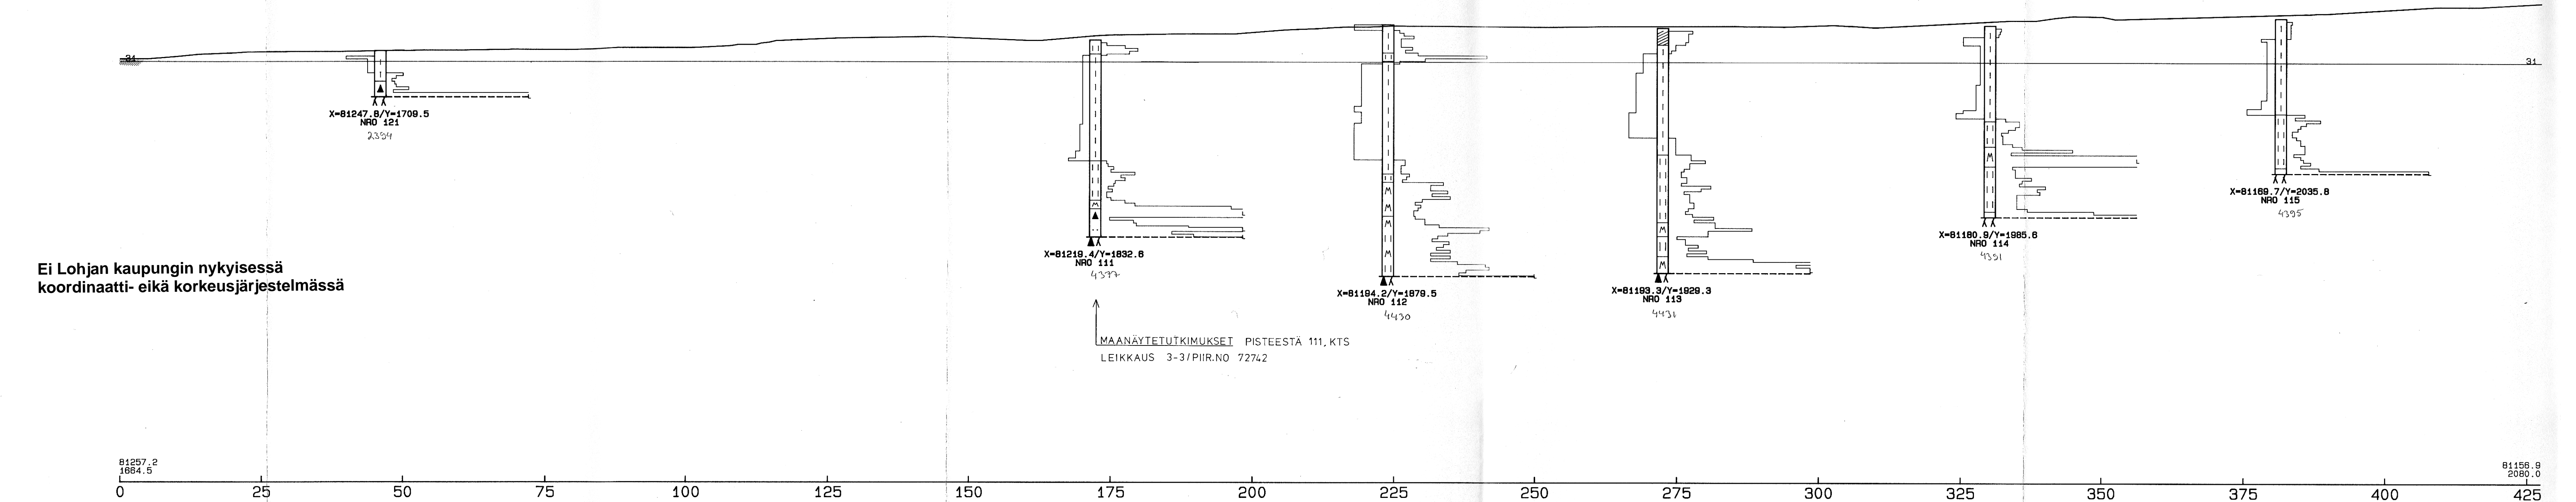 31
31
X=81247.8/Y=1709.5
NRO 121
2394
X=81219.4/Y=1832.6
NRO 111
4377
X=81194.2/Y=1879.5
NRO 112
4430
X=81193.3/Y=1929.3
NRO 113
4431
X=81180.9/Y=1985.6
NRO 114
4391
X=81169.7/Y=2035.8
NRO 115
4395
Ei Lohjan kaupungin nykyisessä
koordinaatti- eikä korkeusjärjestelmässä
MAANÄYTETUTKIMUKSET PISTEESTÄ 111, KTS
LEIKKAUS 3-3/PIIR.NO 72742
81257.2
1664.5
81156.9
2080.0
0 25 50 75 100 125 150 175 200 225 250 275 300 325 350 375 400 425